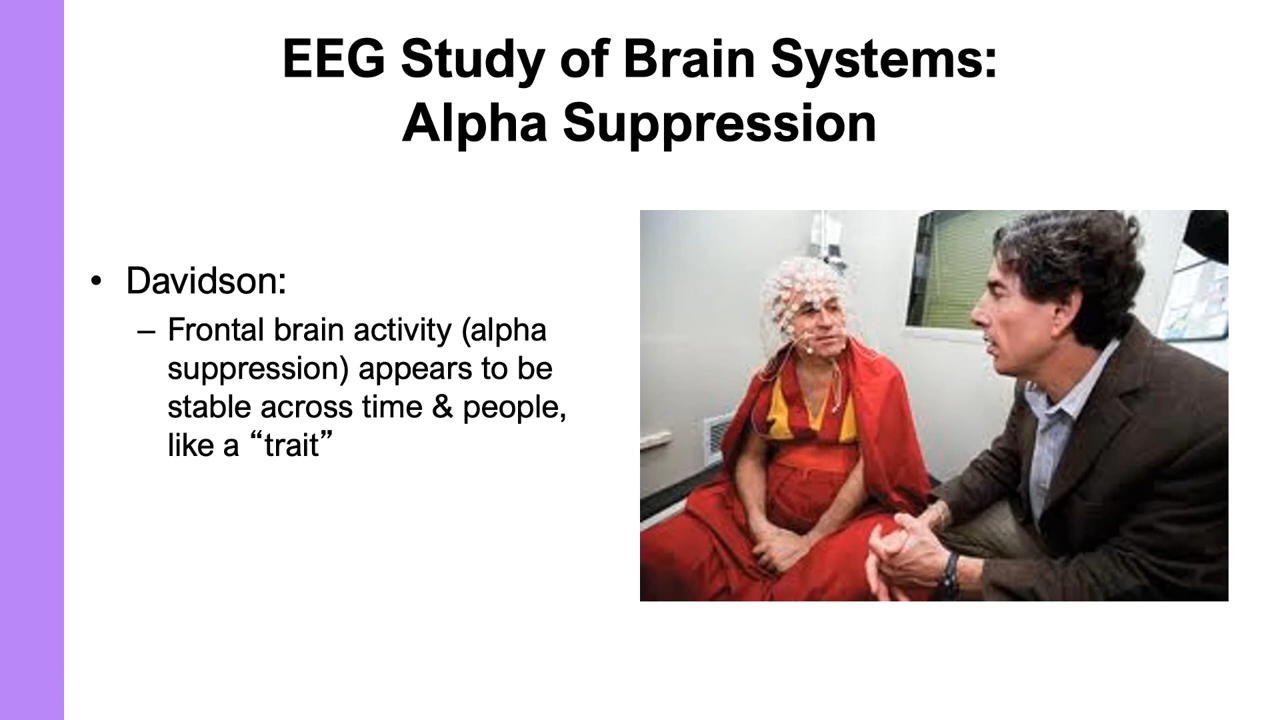 EEG Study of Brain Systems:
Alpha Suppression
• Davidson:
– Frontal brain activity (alpha
suppression) appears to be
stable across time & people,
like a “trait”